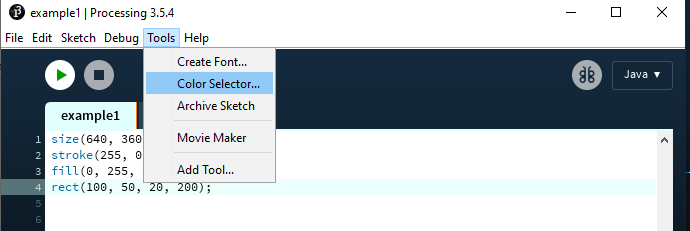 example1 | Processing 3.5.4
File Edit Sketch Debug Tools Help
Create Font...
Color Selector...
Archive Sketch
Movie Maker
Add Tool...
Java ▼
example1
1 size(640, 360
2 stroke(255, 0
3 fill(0, 255,
4 rect(100, 50, 20, 200);
5
6